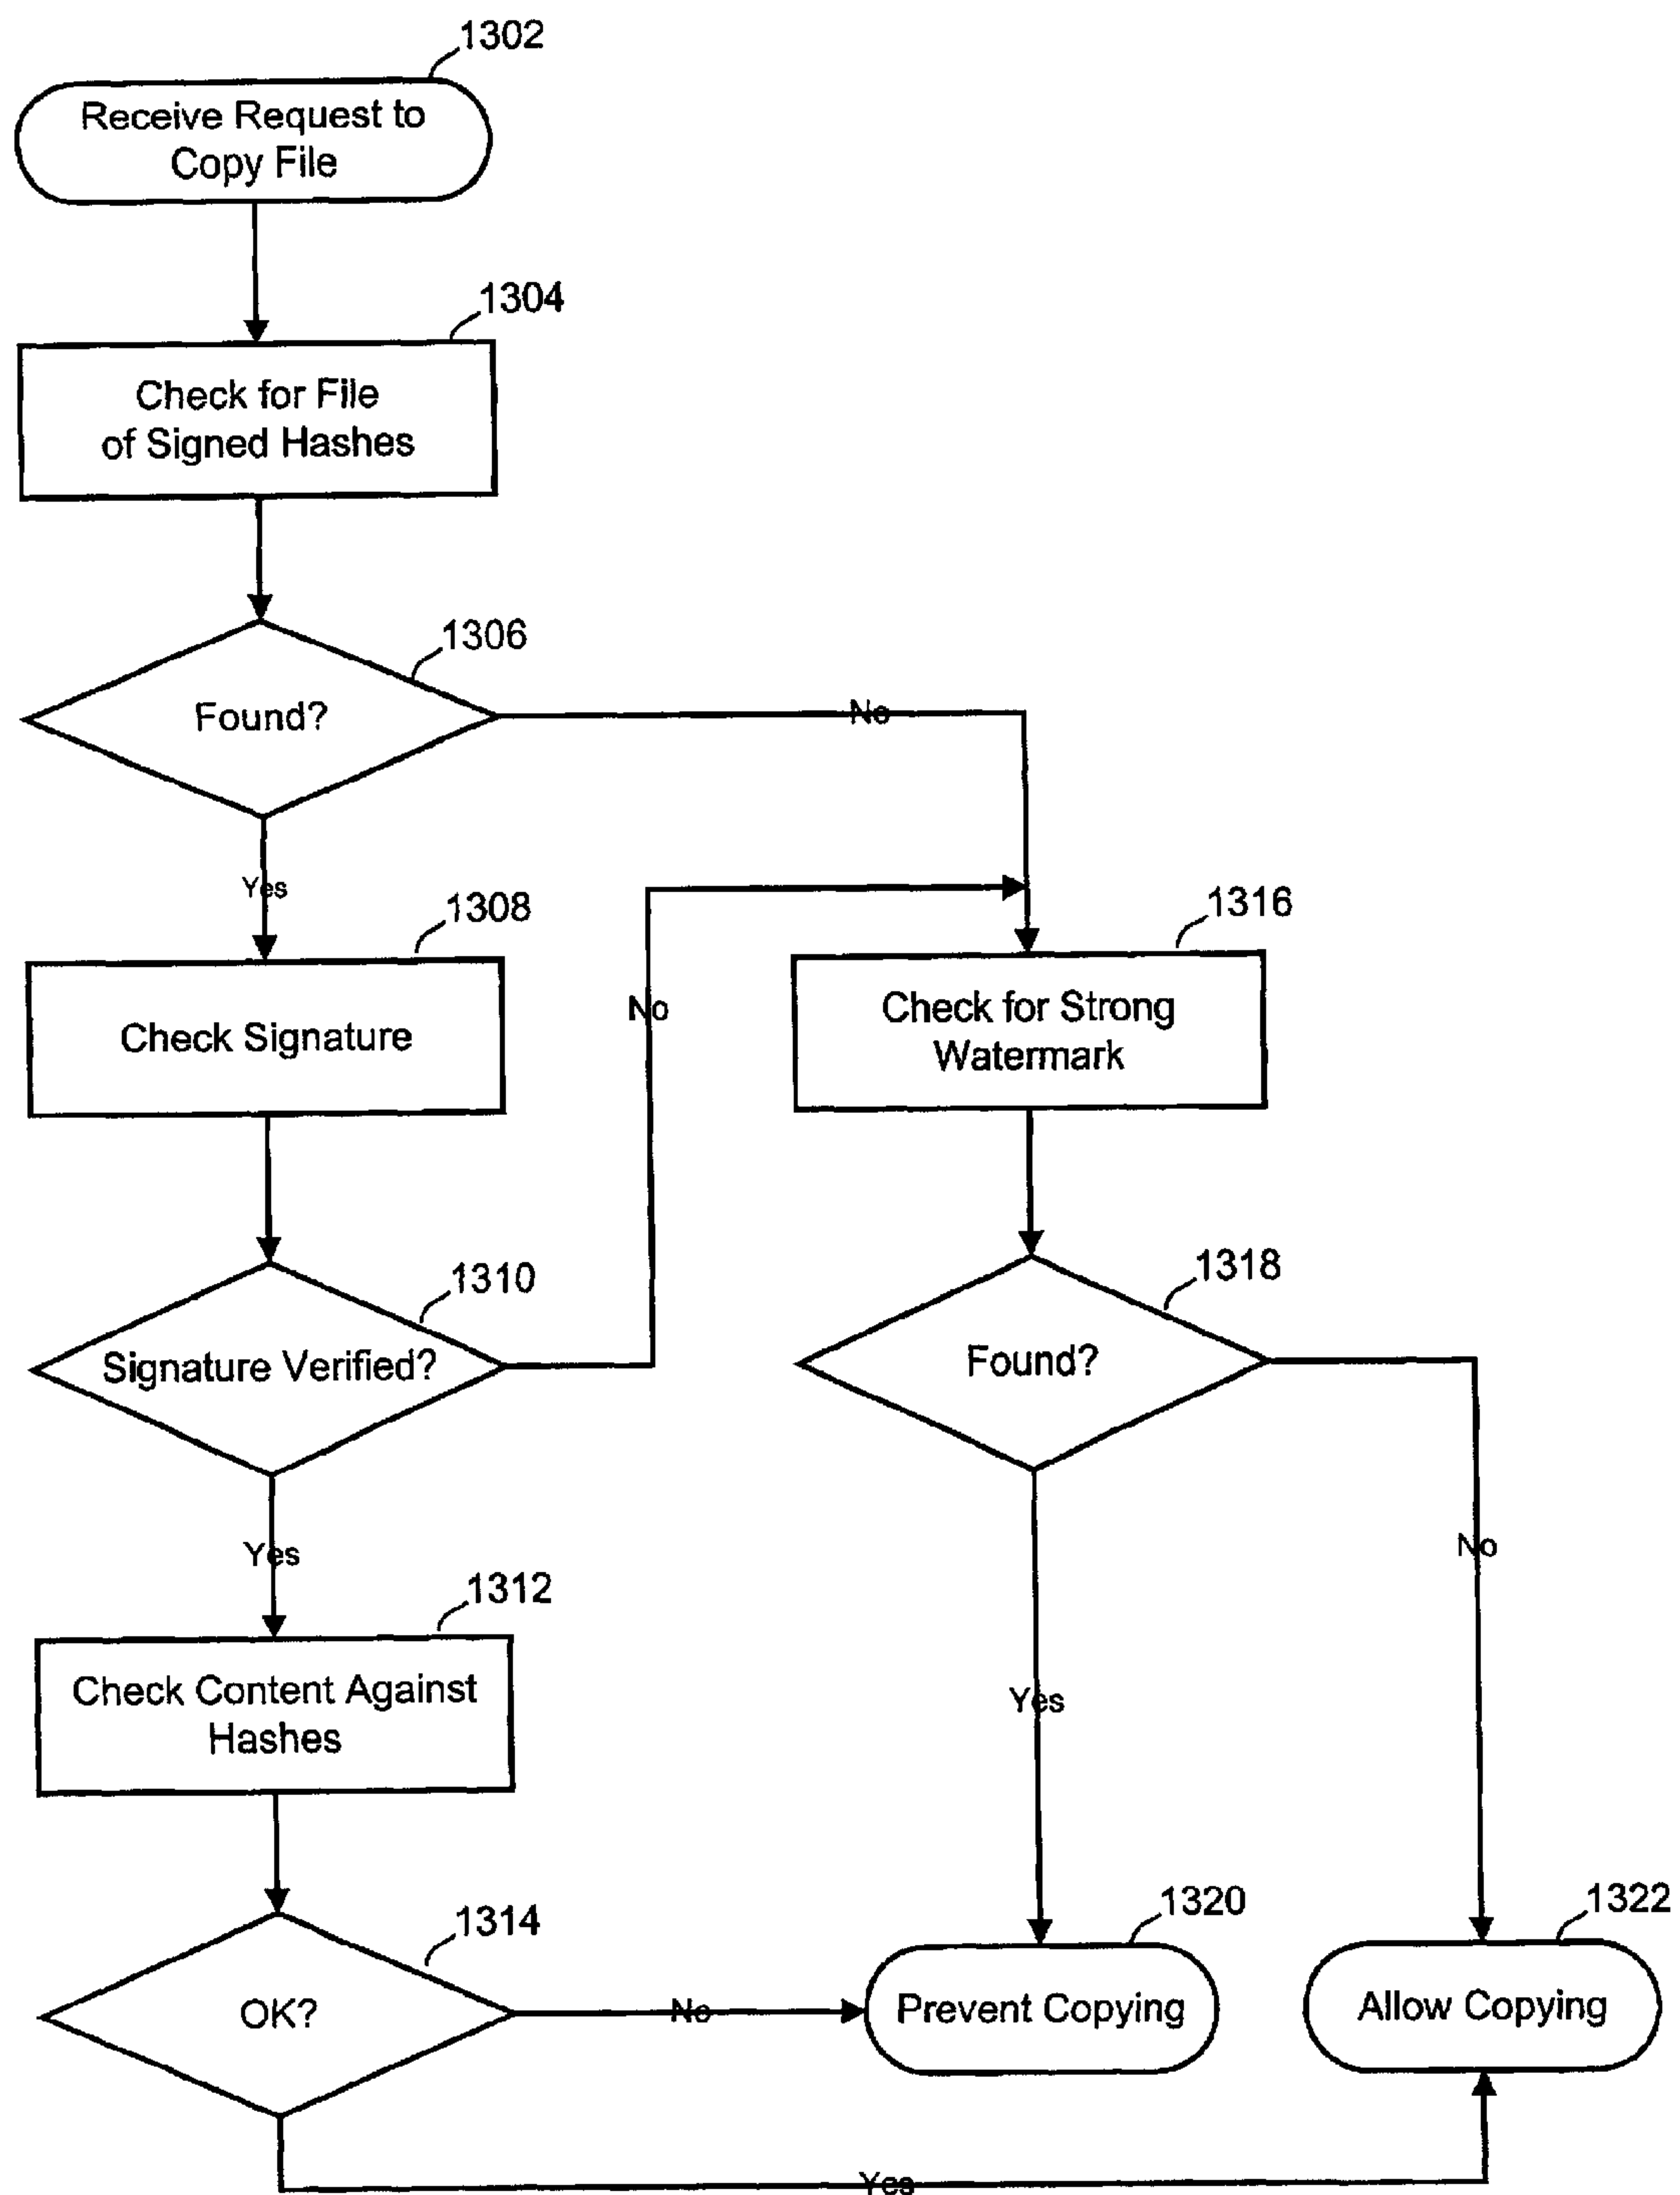 1302
Receive Request to
Copy File
1304
Check for File
of Signed Hashes
1306
Found?
No
Yes
1308
Check Signature
No
1316
Check for Strong
Watermark
1310
Signature Verified?
1318
Found?
Yes
No
1312
Check Content Against
Hashes
Yes
1314
OK?
No
1320
Prevent Copying
1322
Allow Copying
Yes